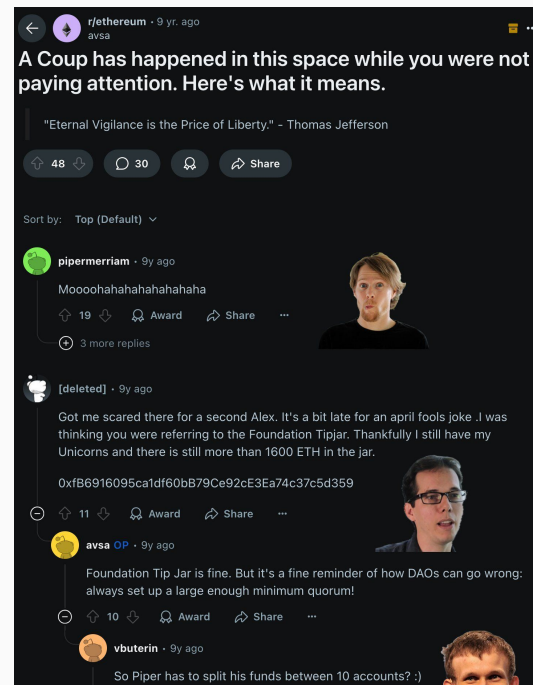 r/ethereum · 9 yr. ago
avsa
A Coup has happened in this space while you were not
paying attention. Here's what it means.
"Eternal Vigilance is the Price of Liberty." - Thomas Jefferson
48 30 Share
Sort by: Top (Default)
pipermerriam · 9y ago
Moooohahahahahahahaha
19 Award Share ···
3 more replies
[deleted] · 9y ago
Got me scared there for a second Alex. It's a bit late for an april fools joke .I was
thinking you were referring to the Foundation Tipjar. Thankfully I still have my
Unicorns and there is still more than 1600 ETH in the jar.
0xfB6916095ca1df60bB79Ce92cE3Ea74c37c5d359
11 Award Share ···
avsa OP · 9y ago
Foundation Tip Jar is fine. But it's a fine reminder of how DAOs can go wrong:
always set up a large enough minimum quorum!
10 Award Share ···
vbuterin · 9y ago
So Piper has to split his funds between 10 accounts? :)